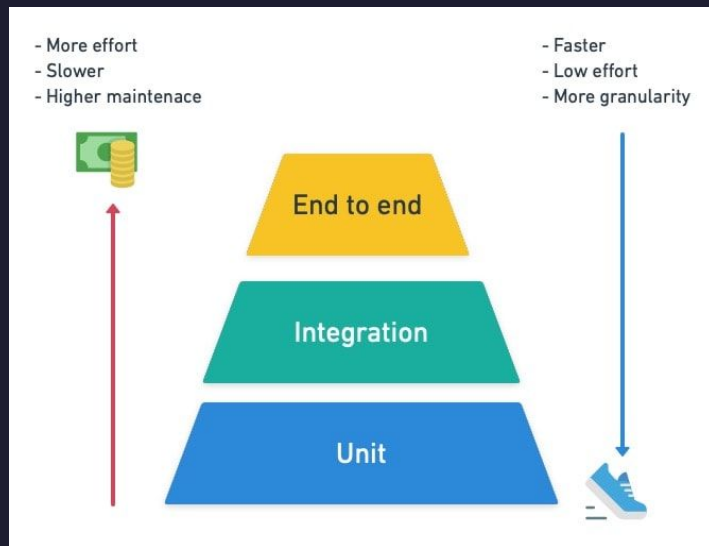 - More effort
- Slower
- Higher maintenace
- Faster
- Low effort
- More granularity
End to end
Integration
Unit